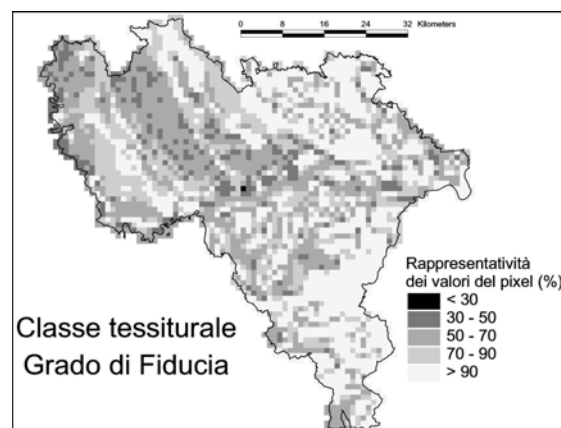 0 8 16 24 32 Kilometers
Rappresentatività
dei valori del pixel (%)
< 30
30 - 50
50 - 70
70 - 90
> 90
Classe tessiturale
Grado di Fiducia